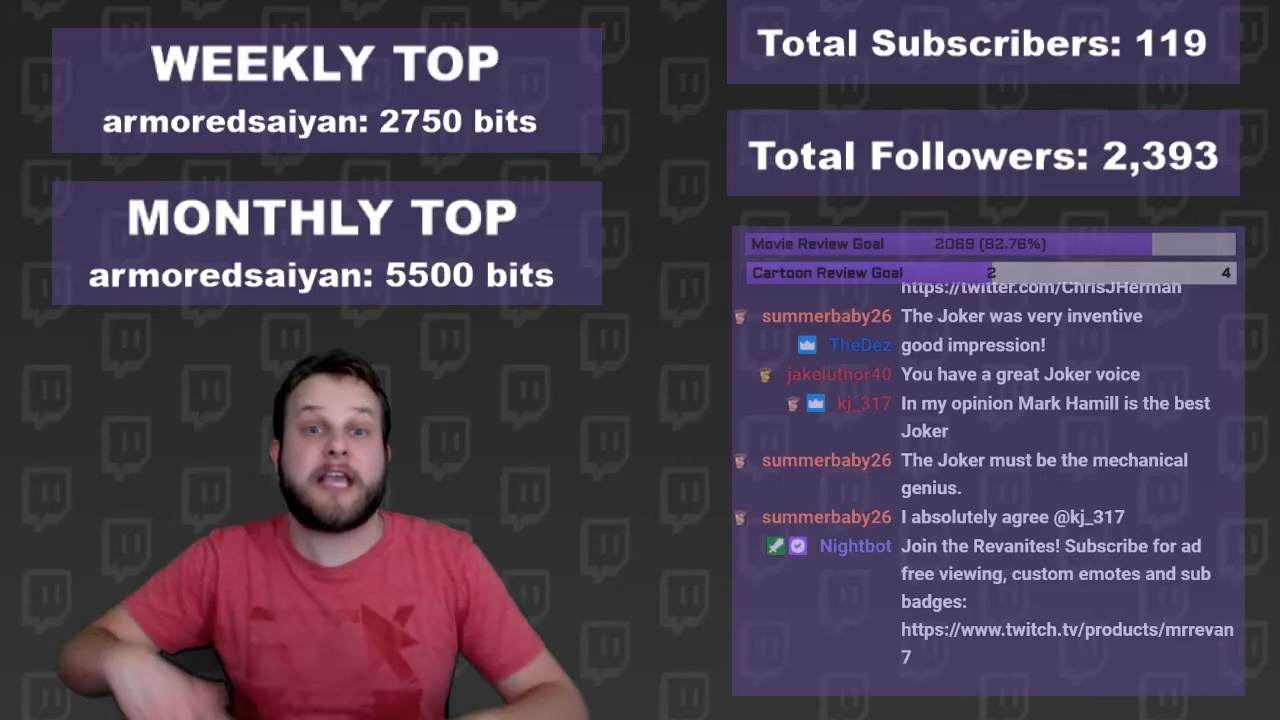 WEEKLY TOP
armoredsaiyan: 2750 bits
MONTHLY TOP
armoredsaiyan: 5500 bits
Total Subscribers: 119
Total Followers: 2,393
Movie Review Goal 2069 (82.76%)
Cartoon Review Goal 2 4
https://twitter.com/ChrisJHerman
summerbaby26 The Joker was very inventive
TheDez good impression!
jakeluthor40 You have a great Joker voice
kj_317 In my opinion Mark Hamill is the best
Joker
summerbaby26 The Joker must be the mechanical
genius.
summerbaby26 I absolutely agree @kj_317
Nightbot Join the Revanites! Subscribe for ad
free viewing, custom emotes and sub
badges:
https://www.twitch.tv/products/mrrevan
7